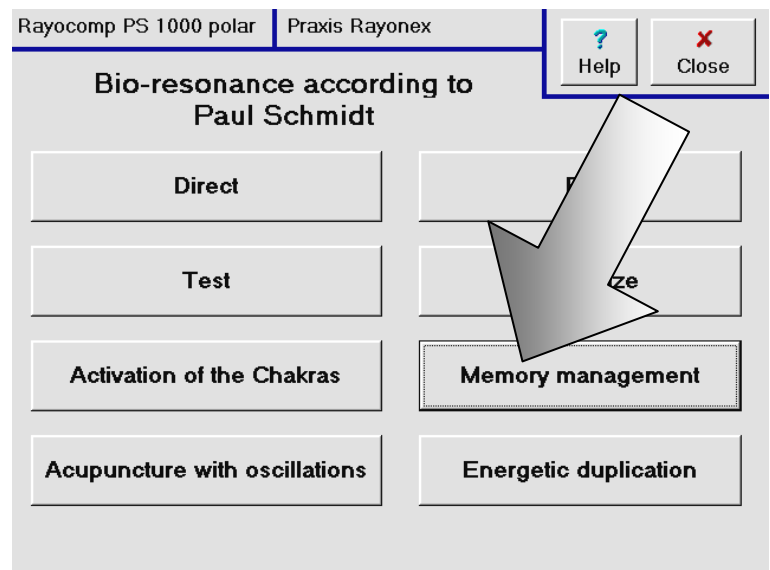 Rayocomp PS 1000 polar
Praxis Rayonex
?
Help
Close
Bio-resonance according to
Paul Schmidt
Direct
Test
Activation of the Chakras
Memory management
Acupuncture with oscillations
Energetic duplication